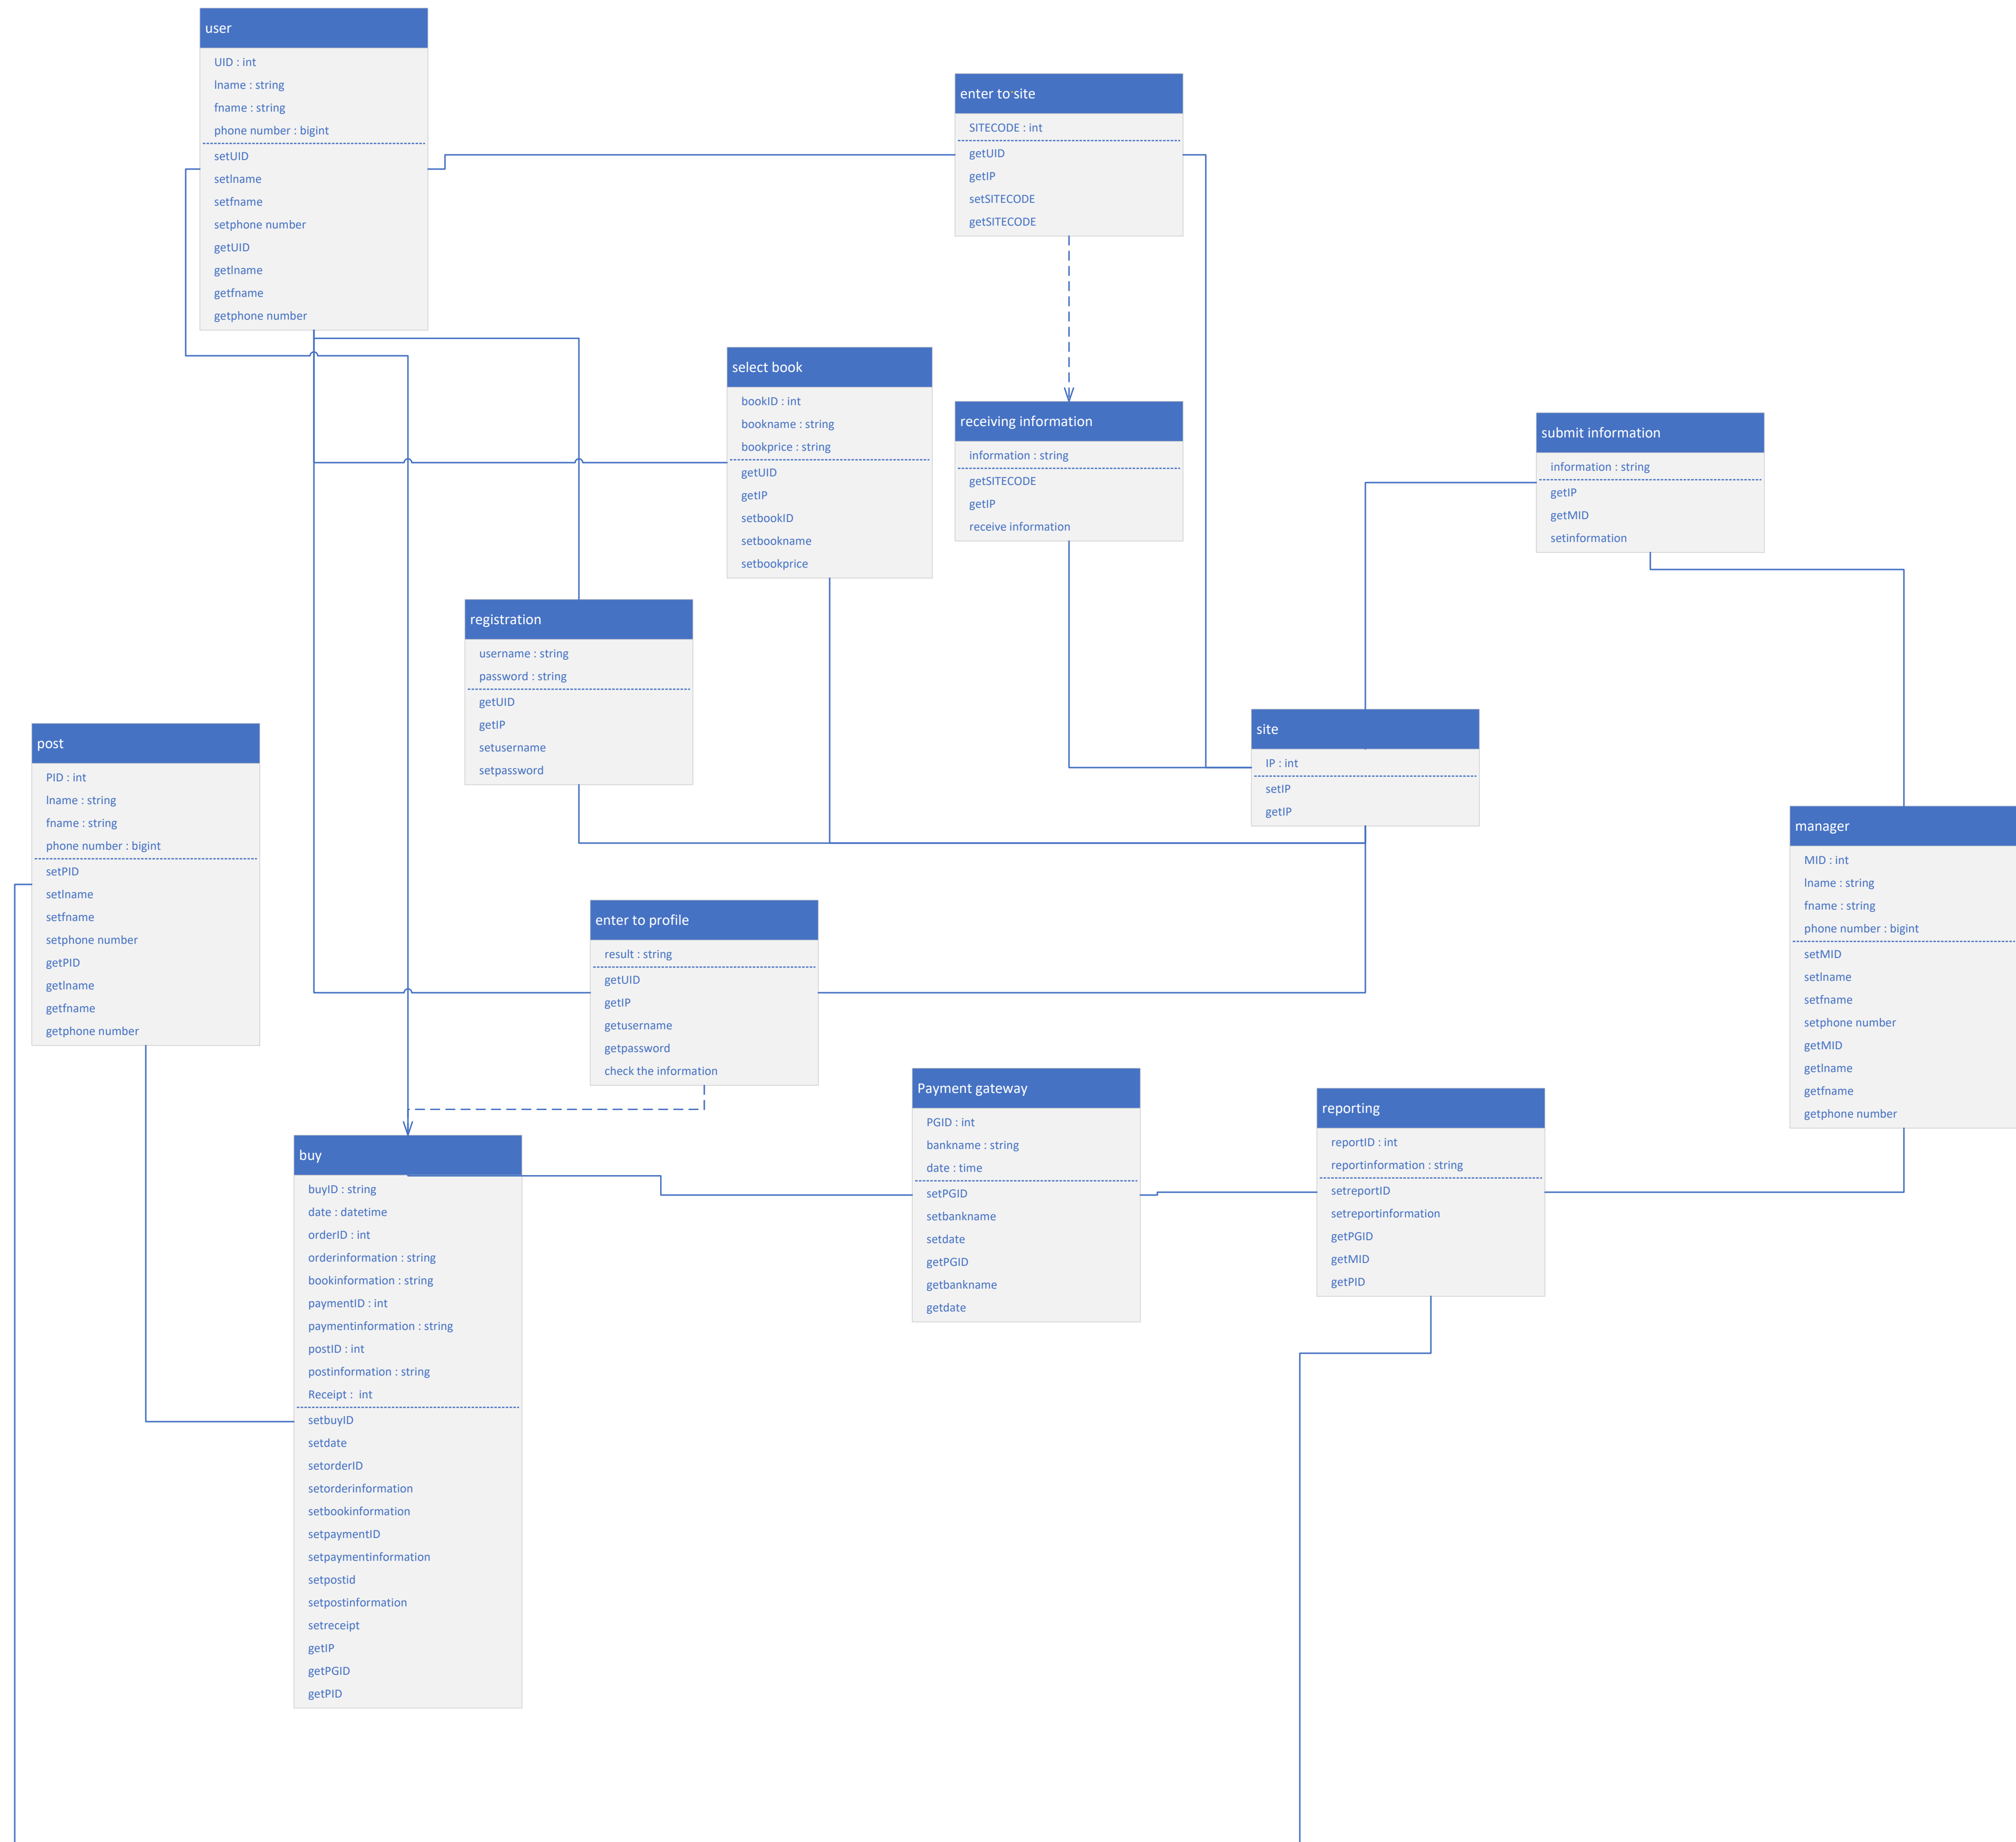 user
UID : int
lname : string
fname : string
phone number : bigint
setUID
setlname
setfname
setphone number
getUID
getlname
getfname
getphone number
enter to site
SITECODE : int
getUID
getIP
setSITECODE
getSITECODE
select book
bookID : int
bookname : string
bookprice : string
getUID
getIP
setbookID
setbookname
setbookprice
receiving information
information : string
getSITECODE
getIP
receive information
submit information
information : string
getIP
getMID
setinformation
registration
username : string
password : string
getUID
getIP
setusername
setpassword
site
IP : int
setIP
getIP
post
PID : int
lname : string
fname : string
phone number : bigint
setPID
setlname
setfname
setphone number
getPID
getlname
getfname
getphone number
manager
MID : int
lname : string
fname : string
phone number : bigint
setMID
setlname
setfname
setphone number
getMID
getlname
getfname
getphone number
enter to profile
result : string
getUID
getIP
getusername
getpassword
check the information
Payment gateway
PGID : int
bankname : string
date : time
setPGID
setbankname
setdate
getPGID
getbankname
getdate
reporting
reportID : int
reportinformation : string
setreportID
setreportinformation
getPGID
getMID
getPID
buy
buyID : string
date : datetime
orderID : int
orderinformation : string
bookinformation : string
paymentID : int
paymentinformation : string
postID : int
postinformation : string
Receipt :  int
setbuyID
setdate
setorderID
setorderinformation
setbookinformation
setpaymentID
setpaymentinformation
setpostid
setpostinformation
setreceipt
getIP
getPGID
getPID